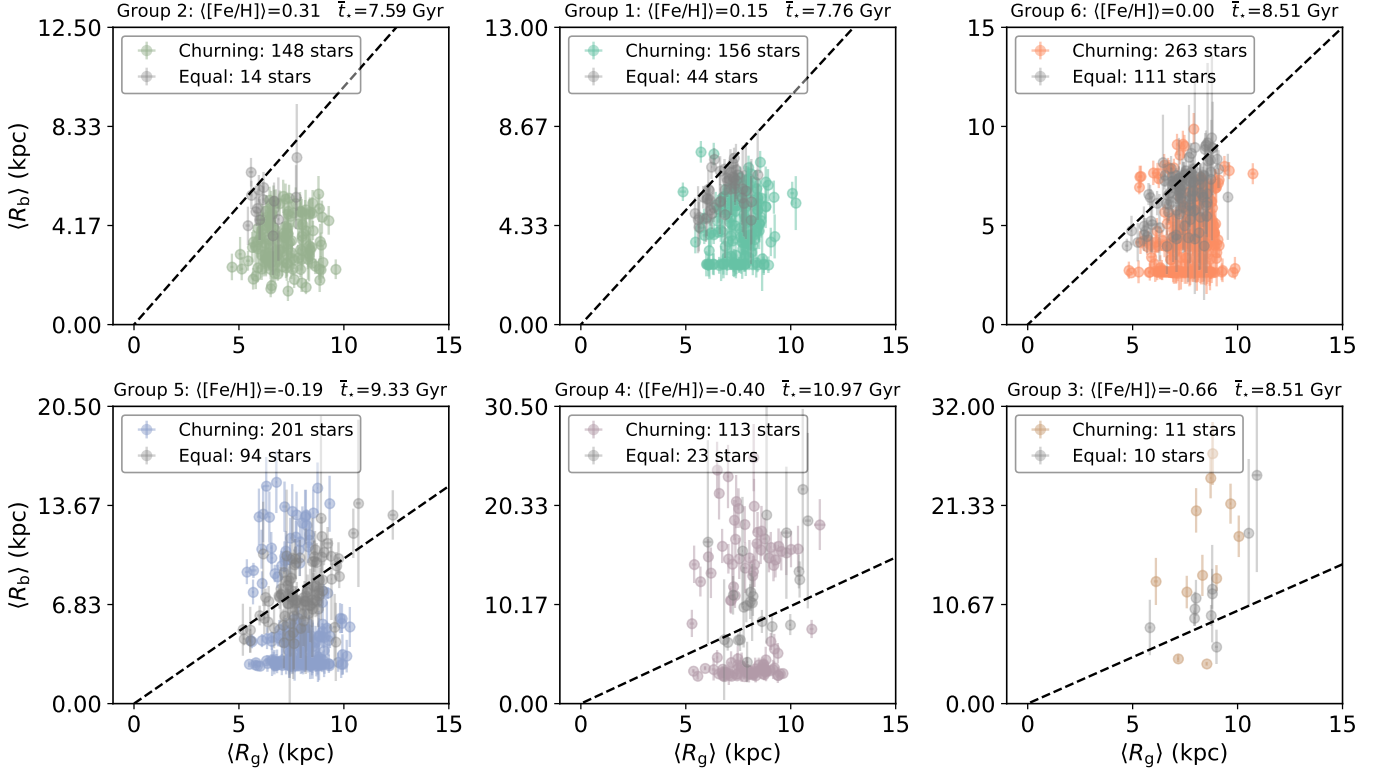 Group 2: ⟨[Fe/H]⟩=0.31 t̄⋆=7.59 Gyr
12.50
8.33
4.17
0.00
⟨Rb⟩ (kpc)
Churning: 148 stars
Equal: 14 stars
0 5 10 15
Group 1: ⟨[Fe/H]⟩=0.15 t̄⋆=7.76 Gyr
13.00
8.67
4.33
0.00
Churning: 156 stars
Equal: 44 stars
0 5 10 15
Group 6: ⟨[Fe/H]⟩=0.00 t̄⋆=8.51 Gyr
15
10
5
0
Churning: 263 stars
Equal: 111 stars
0 5 10 15
Group 5: ⟨[Fe/H]⟩=-0.19 t̄⋆=9.33 Gyr
20.50
13.67
6.83
0.00
⟨Rb⟩ (kpc)
Churning: 201 stars
Equal: 94 stars
0 5 10 15
⟨Rg⟩ (kpc)
Group 4: ⟨[Fe/H]⟩=-0.40 t̄⋆=10.97 Gyr
30.50
20.33
10.17
0.00
Churning: 113 stars
Equal: 23 stars
0 5 10 15
⟨Rg⟩ (kpc)
Group 3: ⟨[Fe/H]⟩=-0.66 t̄⋆=8.51 Gyr
32.00
21.33
10.67
0.00
Churning: 11 stars
Equal: 10 stars
0 5 10 15
⟨Rg⟩ (kpc)